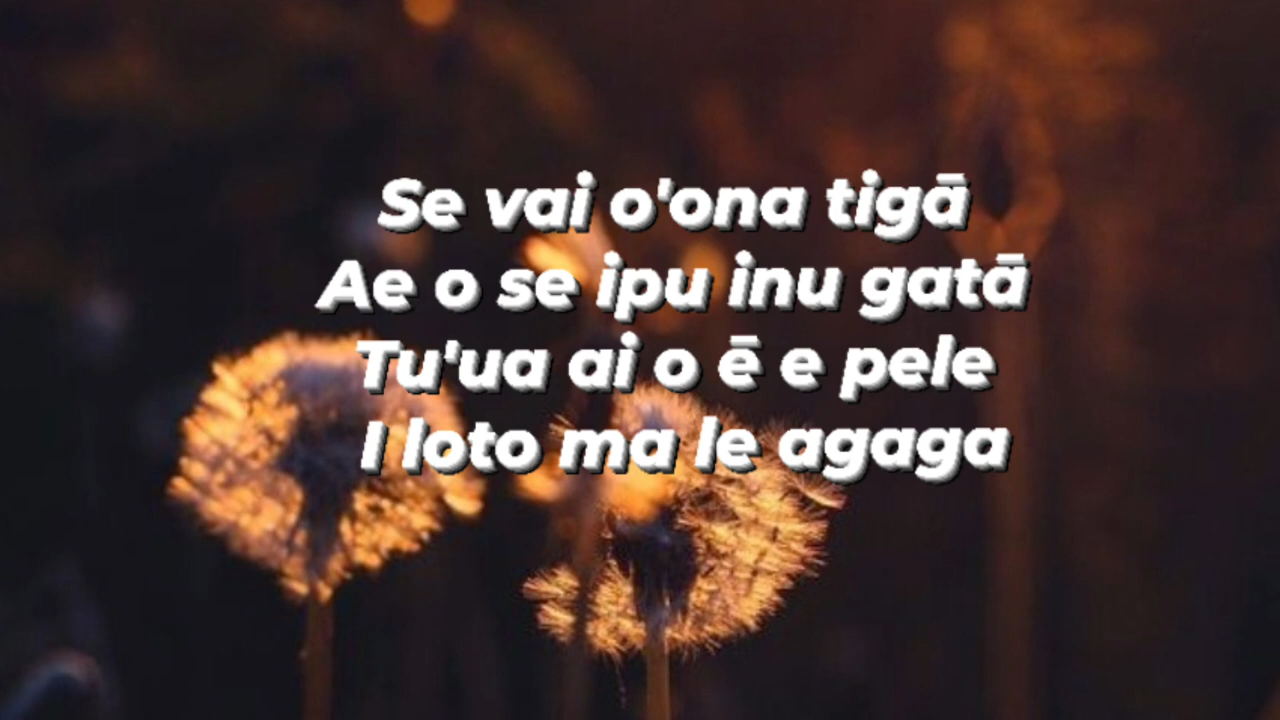 Se vai o'ona tigā
Ae o se ipu inu gatā
Tu'ua ai o ē e pele
I loto ma le agaga